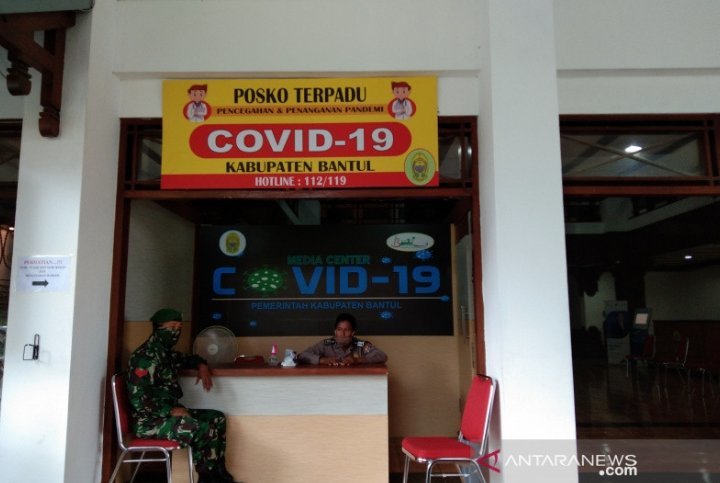 POSKO TERPADU
PENCEGAHAN & PENANGANAN PANDEMI
COVID-19
KABUPATEN BANTUL
HOTLINE : 112/119
MEDIA CENTER
COVID-19
PEMERINTAH KABUPATEN BANTUL
ANTARANEWS
.com